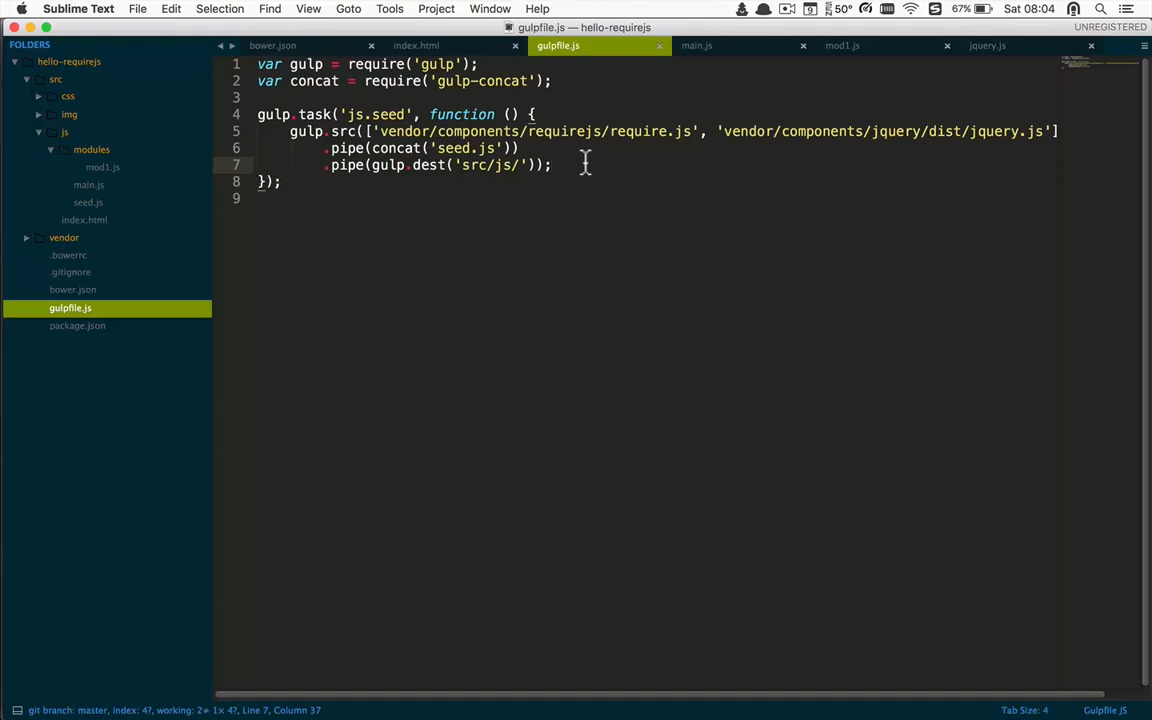 Sublime Text File Edit Selection Find View Goto Tools Project Window Help 9 50° 67% Sat 08:04
gulpfile.js — hello-requirejs UNREGISTERED
FOLDERS
hello-requirejs
src
css
img
js
modules
mod1.js
main.js
seed.js
index.html
vendor
.bowerrc
.gitignore
bower.json
gulpfile.js
package.json
bower.json index.html gulpfile.js main.js mod1.js jquery.js
1 var gulp = require('gulp');
2 var concat = require('gulp-concat');
3
4 gulp.task('js.seed', function () {
5 gulp.src(['vendor/components/requirejs/require.js', 'vendor/components/jquery/dist/jquery.js']
6 .pipe(concat('seed.js'))
7 .pipe(gulp.dest('src/js/'));
8 });
9
git branch: master, index: 4?, working: 2≠ 1× 4?, Line 7, Column 37 Tab Size: 4 Gulpfile JS